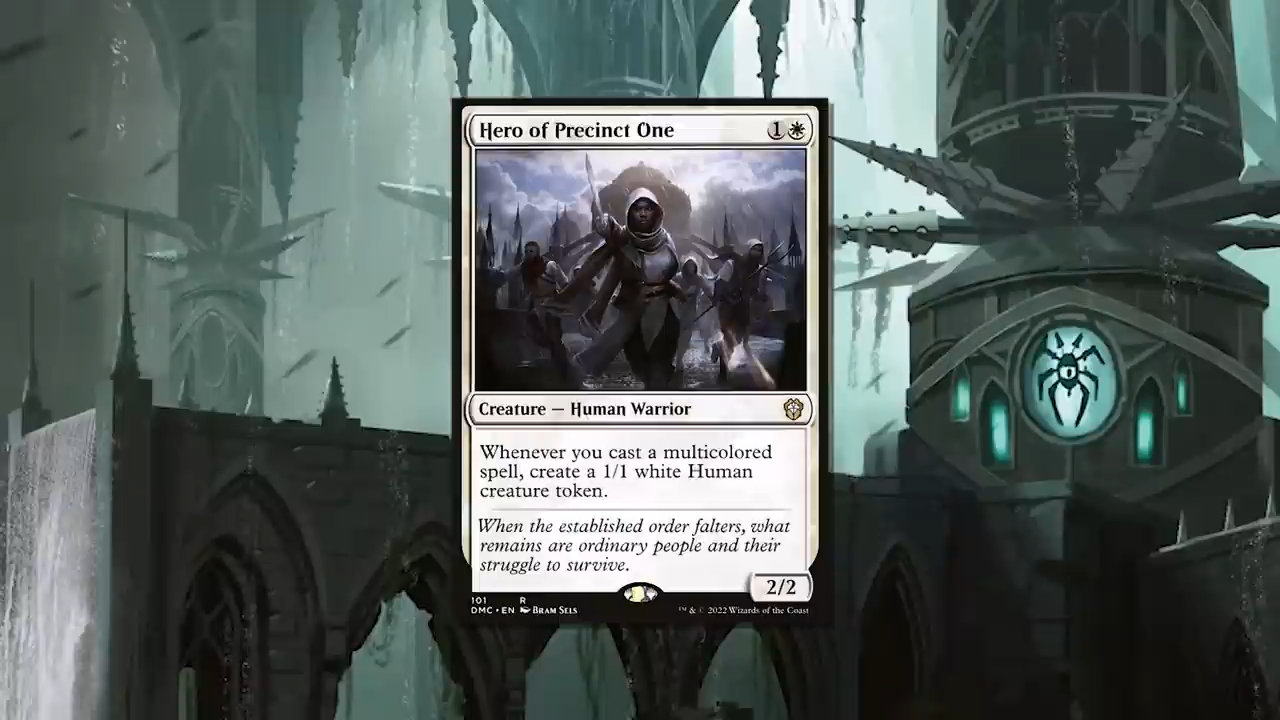 Hero of Precinct One 1
Creature — Human Warrior
Whenever you cast a multicolored
spell, create a 1/1 white Human
creature token.
When the established order falters, what
remains are ordinary people and their
struggle to survive.
2/2
101 R
DMC • EN Bram Sels ™ & © 2022 Wizards of the Coast